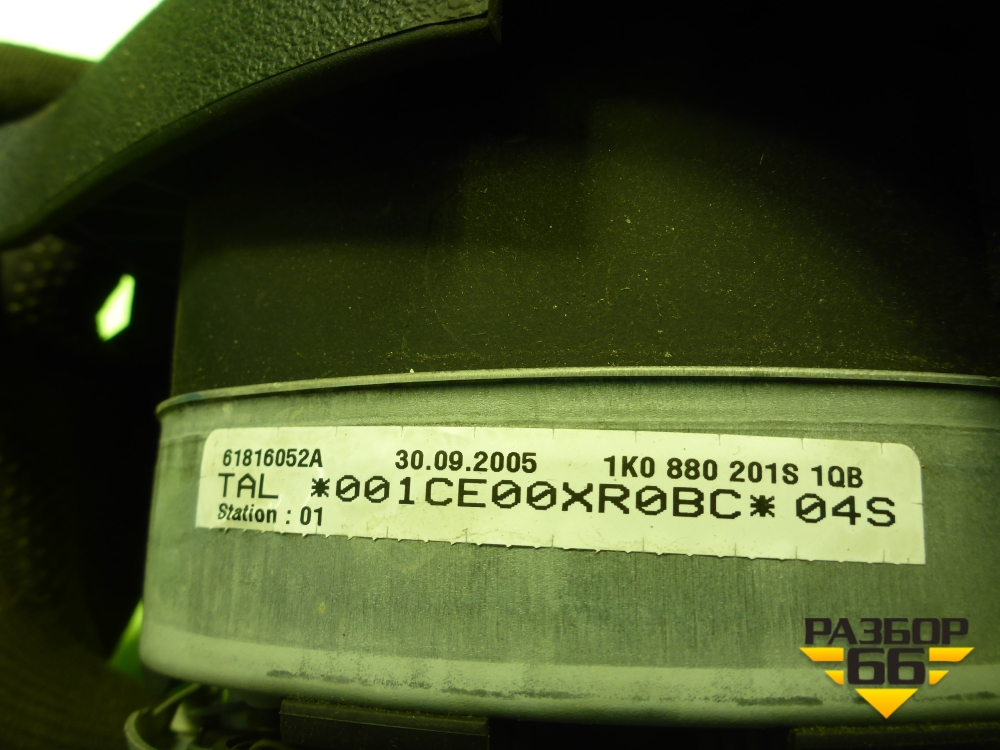 61816052A 30.09.2005 1K0 880 201S 1QB
TAL *001CE00XR0BC* 04S
Station : 01
РАЗБОР
66